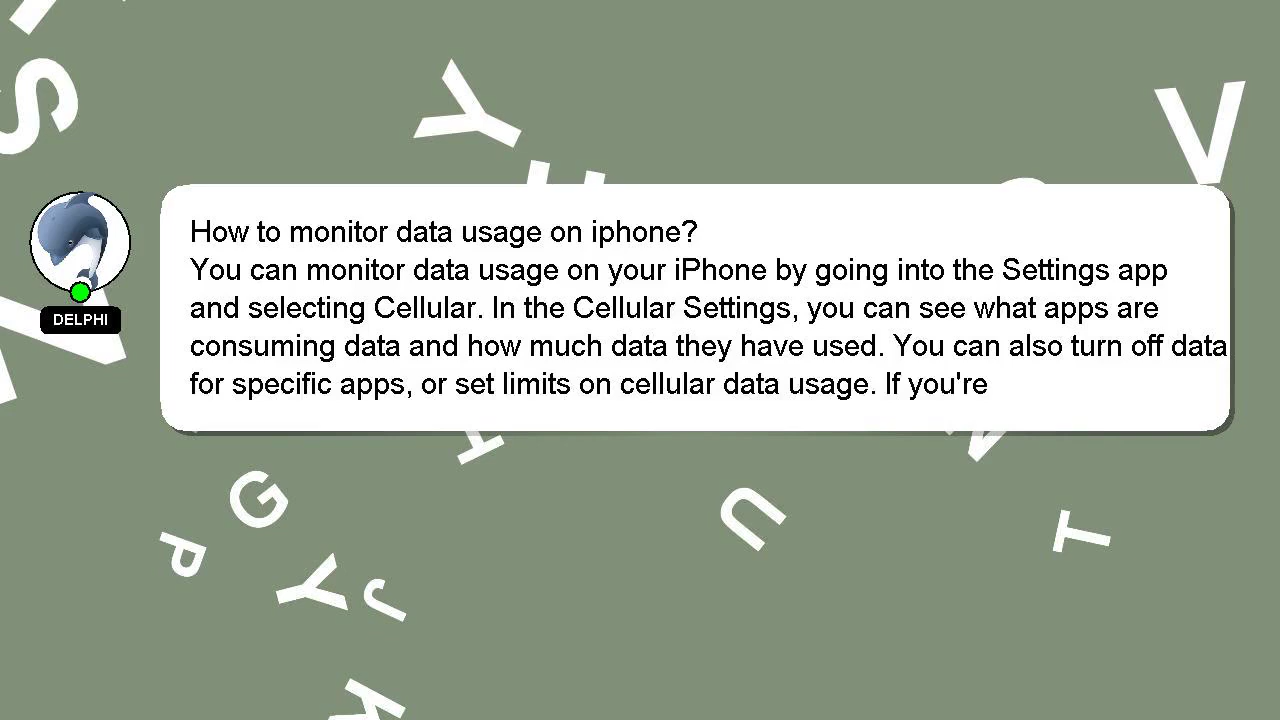 S
Y
V
DELPHI
How to monitor data usage on iphone?
You can monitor data usage on your iPhone by going into the Settings app
and selecting Cellular. In the Cellular Settings, you can see what apps are
consuming data and how much data they have used. You can also turn off data
for specific apps, or set limits on cellular data usage. If you're
G
U
T
P
Y
J
K